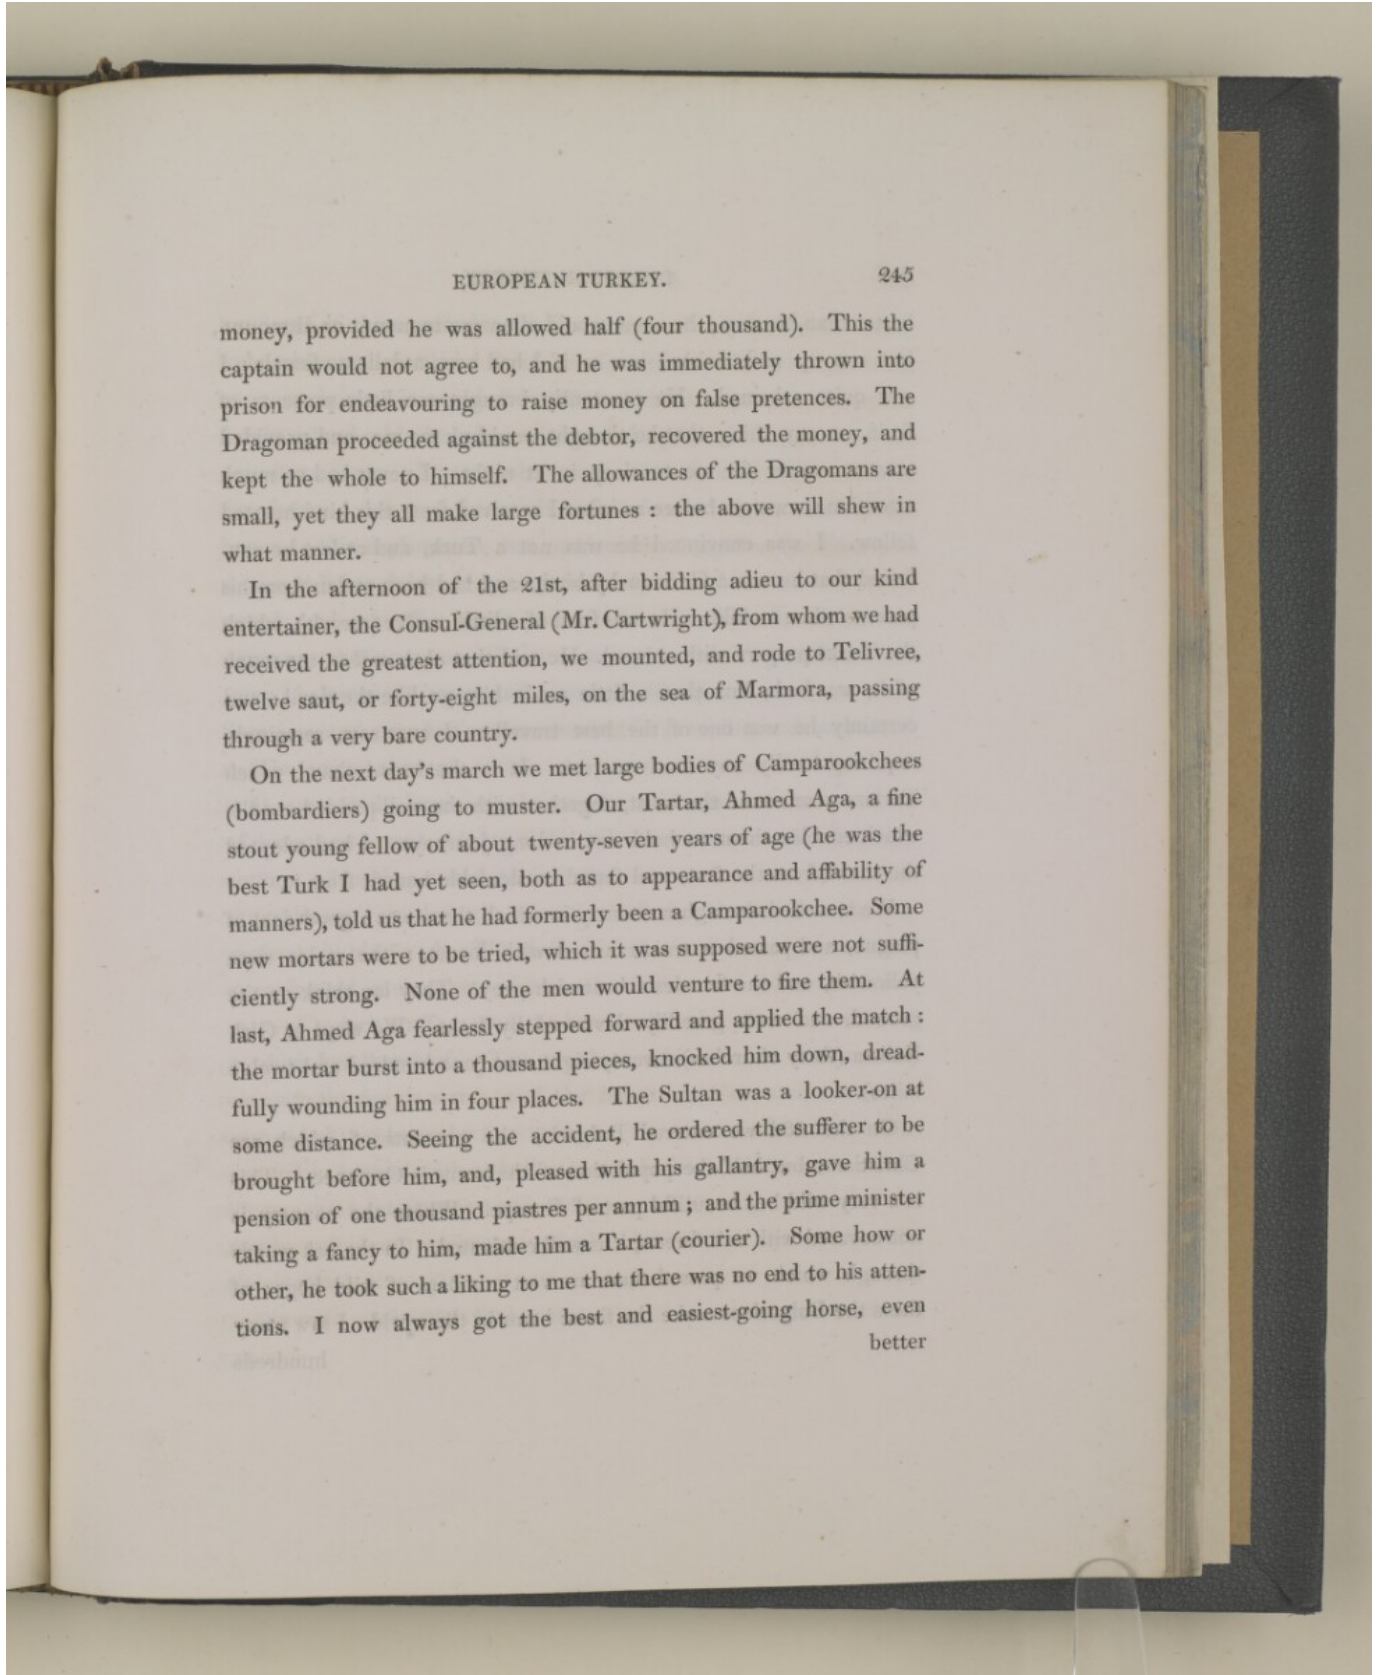 EUROPEAN TURKEY. 245
money, provided he was allowed half (four thousand). This the
captain would not agree to, and he was immediately thrown into
prison for endeavouring to raise money on false pretences. The
Dragoman proceeded against the debtor, recovered the money, and
kept the whole to himself. The allowances of the Dragomans are
small, yet they all make large fortunes : the above will shew in
what manner.
In the afternoon of the 21st, after bidding adieu to our kind
entertainer, the Consul-General (Mr. Cartwright), from whom we had
received the greatest attention, we mounted, and rode to Telivree,
twelve saut, or forty-eight miles, on the sea of Marmora, passing
through a very bare country.
On the next day's march we met large bodies of Camparookchees
(bombardiers) going to muster. Our Tartar, Ahmed Aga, a fine
stout young fellow of about twenty-seven years of age (he was the
best Turk I had yet seen, both as to appearance and affability of
manners), told us that he had formerly been a Camparookchee. Some
new mortars were to be tried, which it was supposed were not suffi-
ciently strong. None of the men would venture to fire them. At
last, Ahmed Aga fearlessly stepped forward and applied the match :
the mortar burst into a thousand pieces, knocked him down, dread-
fully wounding him in four places. The Sultan was a looker-on at
some distance. Seeing the accident, he ordered the sufferer to be
brought before him, and, pleased with his gallantry, gave him a
pension of one thousand piastres per annum ; and the prime minister
taking a fancy to him, made him a Tartar (courier). Some how or
other, he took such a liking to me that there was no end to his atten-
tions. I now always got the best and easiest-going horse, even
better